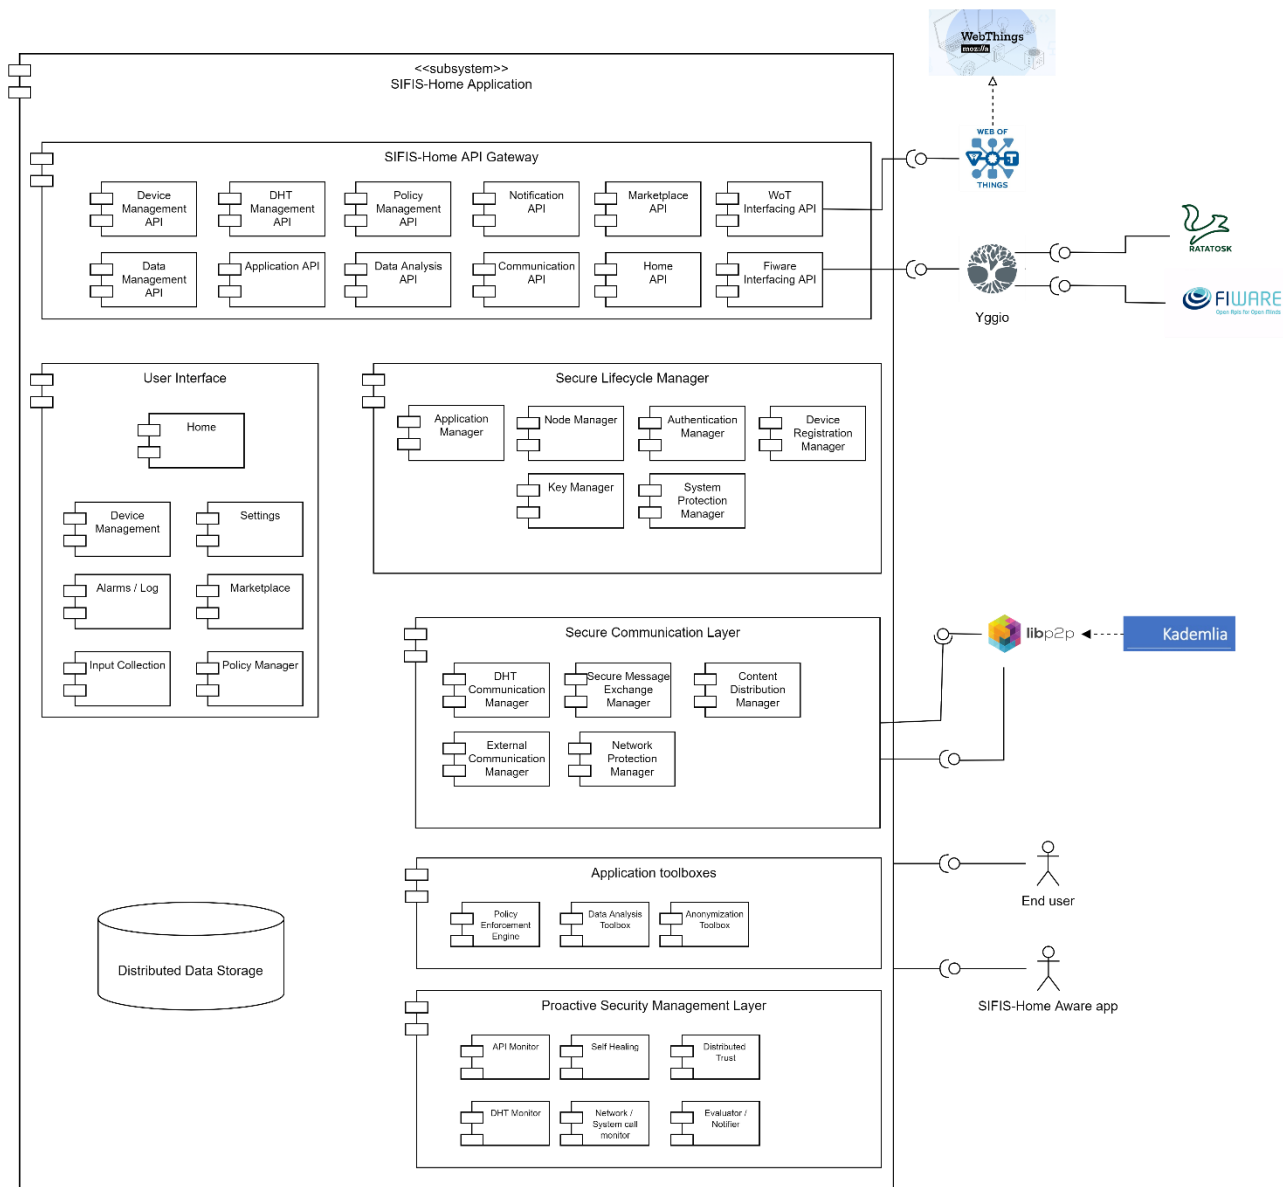 WebThings
moz://a
<<subsystem>>
SIFIS-Home Application
WEB OF
W T
THINGS
SIFIS-Home API Gateway
Device
Management
API
DHT
Management
API
Policy
Management
API
Notification
API
Marketplace
API
WoT
Interfacing API
Data
Management
API
Application API
Data Analysis
API
Communication
API
Home
API
Fiware
Interfacing API
RATATOSK
Yggio
FIWARE
Open APIs for Open Minds
User Interface
Home
Device
Management
Settings
Alarms / Log
Marketplace
Input Collection
Policy Manager
Secure Lifecycle Manager
Application
Manager
Node Manager
Authentication
Manager
Device
Registration
Manager
Key Manager
System
Protection
Manager
Secure Communication Layer
DHT
Communication
Manager
Secure Message
Exchange
Manager
Content
Distribution
Manager
External
Communication
Manager
Network
Protection
Manager
libp2p
Kademlia
Application toolboxes
Policy
Enforcement
Engine
Data Analysis
Toolbox
Anonymization
Toolbox
End user
SIFIS-Home Aware app
Distributed Data Storage
Proactive Security Management Layer
API Monitor
Self Healing
Distributed
Trust
DHT Monitor
Network /
System call
monitor
Evaluator /
Notifier